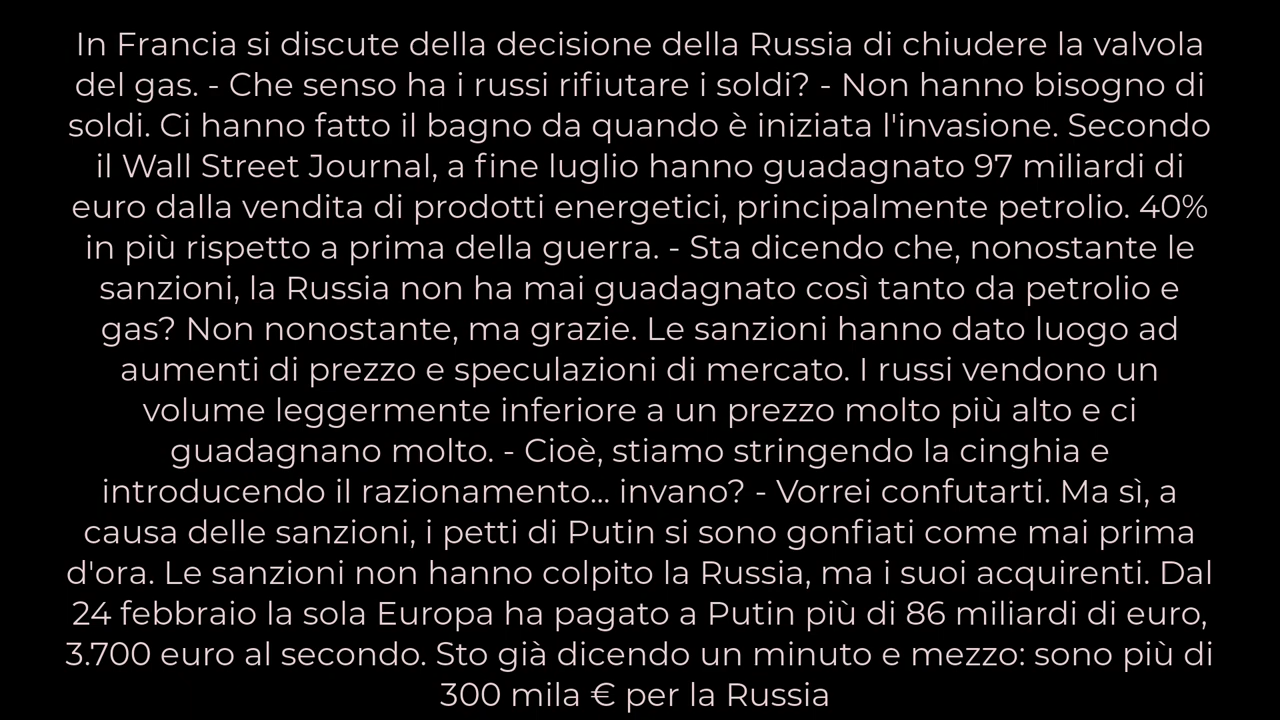 In Francia si discute della decisione della Russia di chiudere la valvola
del gas. - Che senso ha i russi rifiutare i soldi? - Non hanno bisogno di
soldi. Ci hanno fatto il bagno da quando è iniziata l'invasione. Secondo
il Wall Street Journal, a fine luglio hanno guadagnato 97 miliardi di
euro dalla vendita di prodotti energetici, principalmente petrolio. 40%
in più rispetto a prima della guerra. - Sta dicendo che, nonostante le
sanzioni, la Russia non ha mai guadagnato così tanto da petrolio e
gas? Non nonostante, ma grazie. Le sanzioni hanno dato luogo ad
aumenti di prezzo e speculazioni di mercato. I russi vendono un
volume leggermente inferiore a un prezzo molto più alto e ci
guadagnano molto. - Cioè, stiamo stringendo la cinghia e
introducendo il razionamento... invano? - Vorrei confutarti. Ma sì, a
causa delle sanzioni, i petti di Putin si sono gonfiati come mai prima
d'ora. Le sanzioni non hanno colpito la Russia, ma i suoi acquirenti. Dal
24 febbraio la sola Europa ha pagato a Putin più di 86 miliardi di euro,
3.700 euro al secondo. Sto già dicendo un minuto e mezzo: sono più di
300 mila € per la Russia